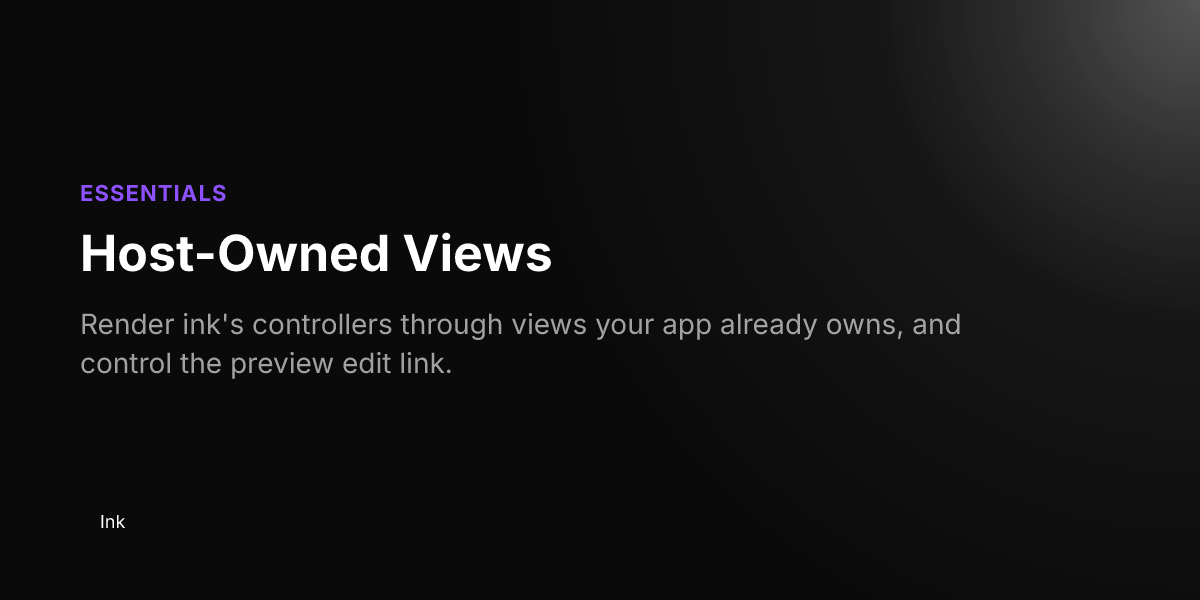 ESSENTIALS
Host-Owned Views
Render ink's controllers through views your app already owns, and
control the preview edit link.
Ink